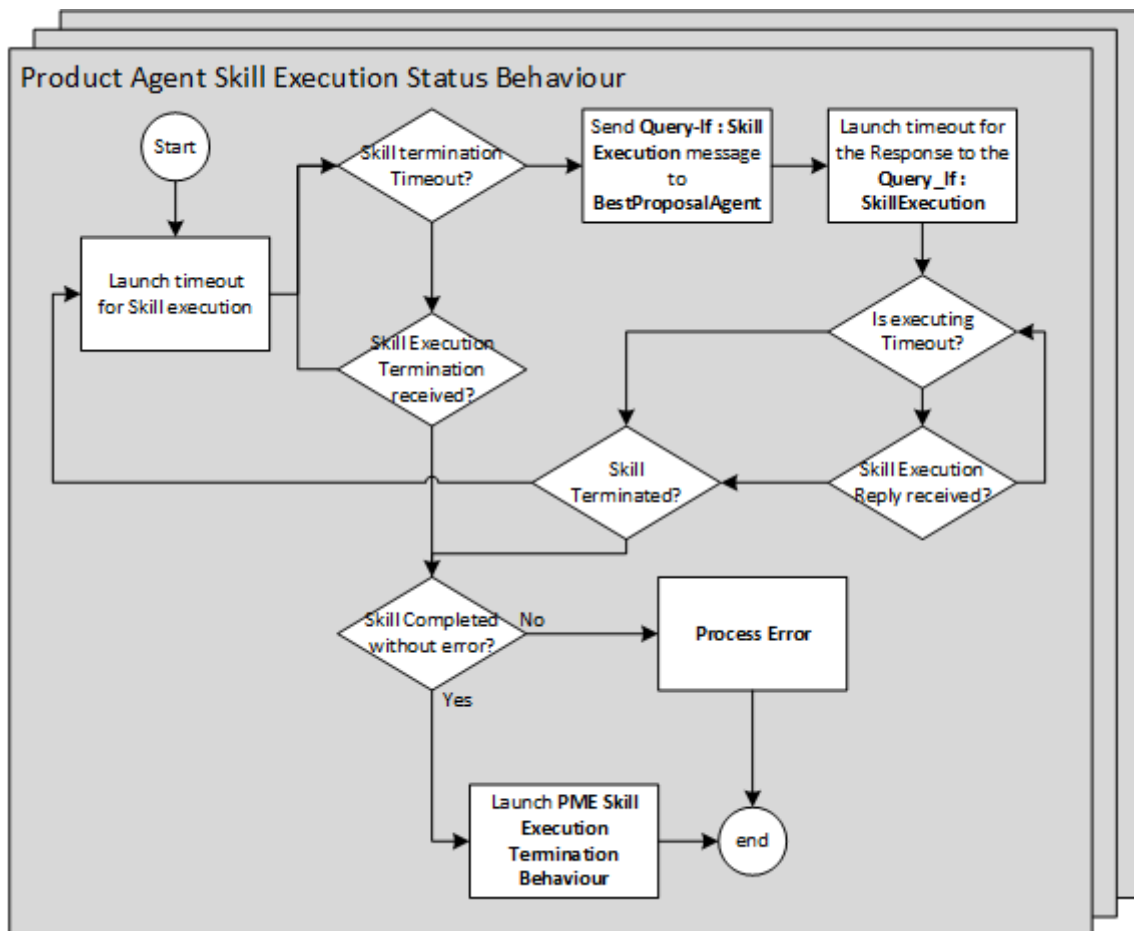 Product Agent Skill Execution Status Behaviour
Start
Skill termination
Timeout?
Send Query-If : Skill
Execution message
to
BestProposalAgent
Launch timeout for
the Response to the
Query_If :
SkillExecution
Launch timeout
for Skill execution
Skill Execution
Termination
received?
Is executing
Timeout?
Skill
Terminated?
Skill Execution
Reply received?
Skill Completed
without error?
No
Process Error
Yes
Launch PME Skill
Execution
Termination
Behaviour
end